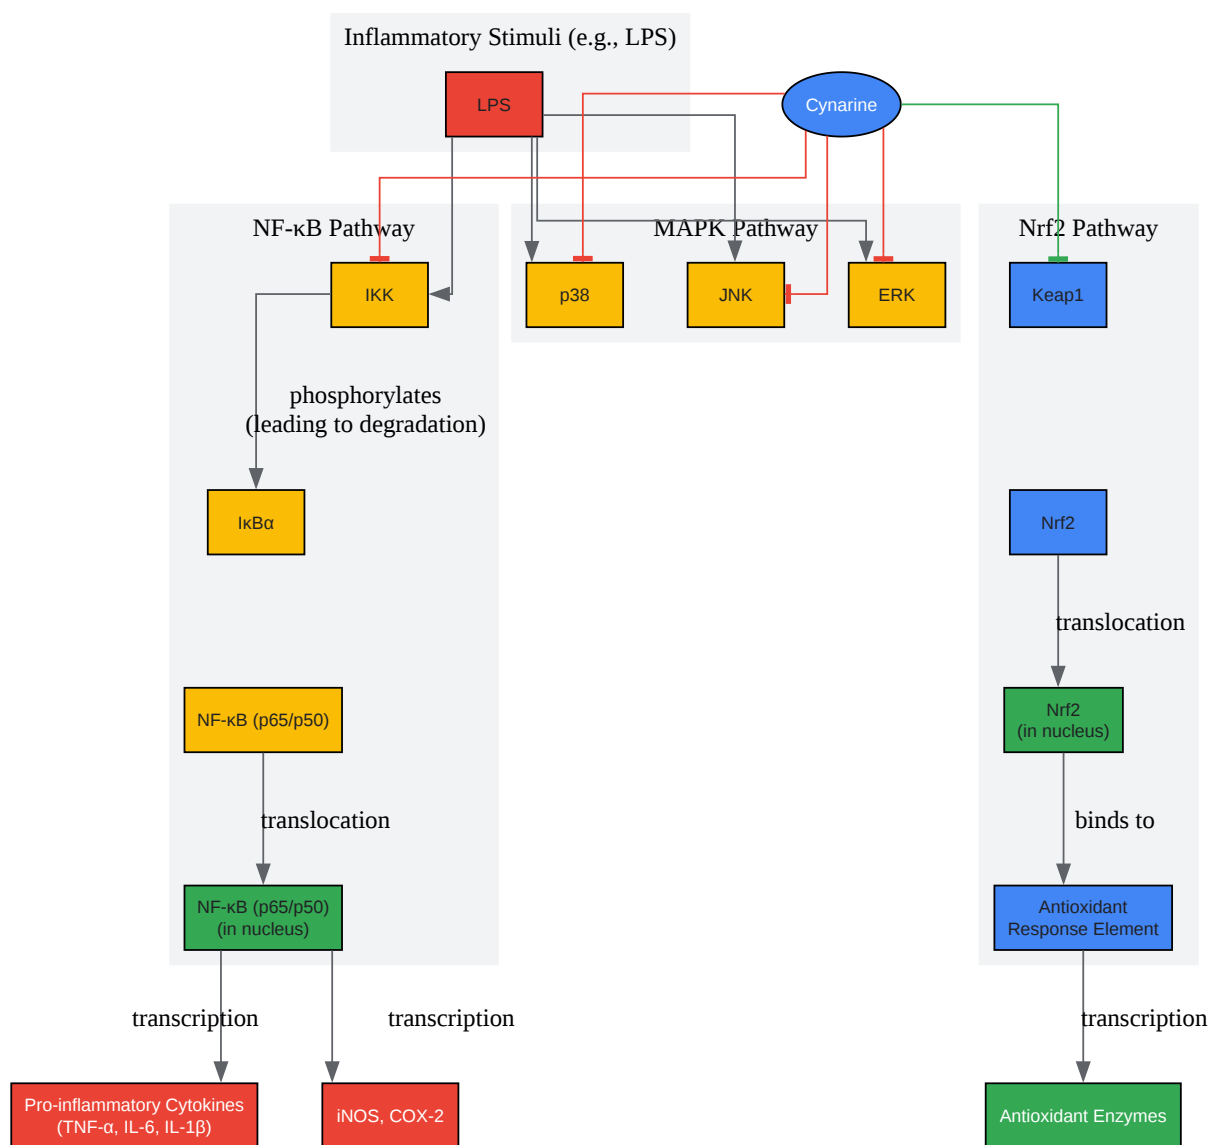 Inflammatory Stimuli (e.g., LPS)
LPS
Cynarine
NF-κB Pathway
MAPK Pathway
Nrf2 Pathway
IKK
p38
JNK
ERK
Keap1
phosphorylates
(leading to degradation)
IκBα
Nrf2
translocation
NF-κB (p65/p50)
Nrf2
(in nucleus)
translocation
binds to
NF-κB (p65/p50)
(in nucleus)
Antioxidant
Response Element
transcription
transcription
transcription
Pro-inflammatory Cytokines
(TNF-α, IL-6, IL-1β)
iNOS, COX-2
Antioxidant Enzymes